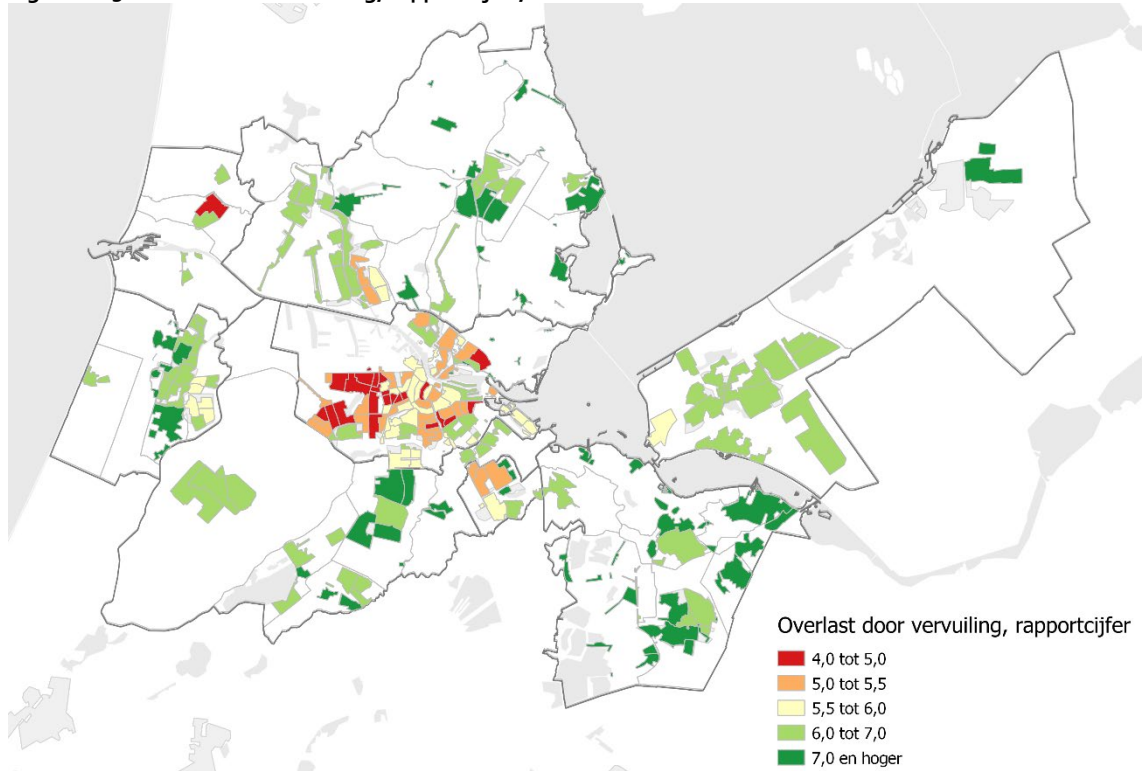 Overlast door vervuiling, rapportcijfer
4,0 tot 5,0
5,0 tot 5,5
5,5 tot 6,0
6,0 tot 7,0
7,0 en hoger